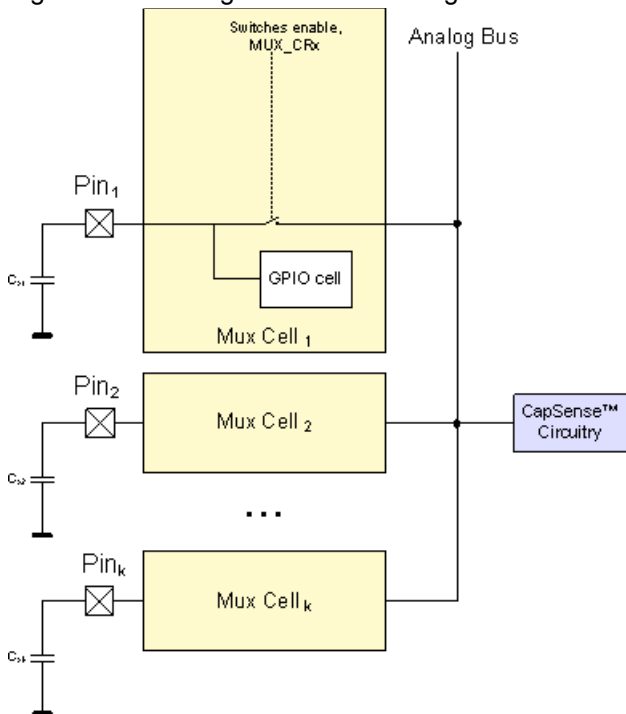 Switches enable,
MUX_CRx
Analog Bus
Pin1
GPIO cell
Mux Cell 1
Pin2
Mux Cell 2
CapSense™
Circuitry
...
Pink
Mux Cell k